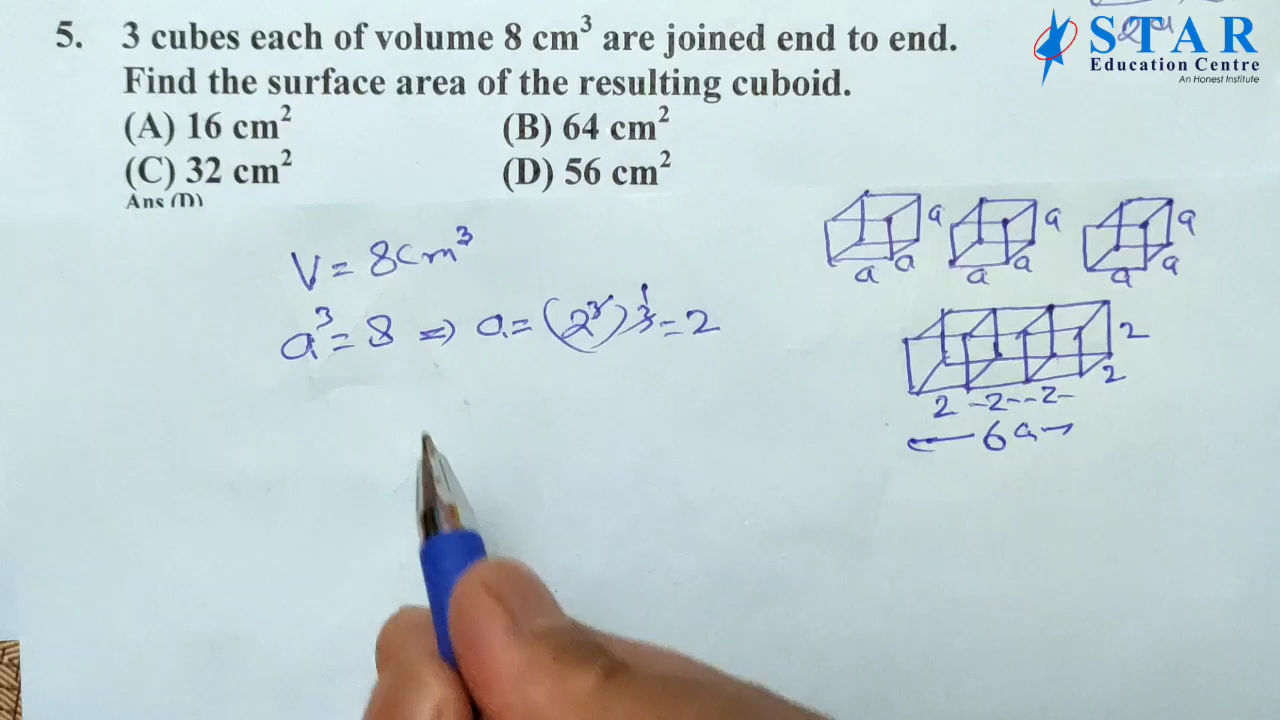 5. 3 cubes each of volume 8 cm³ are joined end to end.
Find the surface area of the resulting cuboid.
(A) 16 cm² (B) 64 cm²
(C) 32 cm² (D) 56 cm²
Ans (D)
STAR
Education Centre
An Honest Institute
V = 8cm³
a³ = 8 ⇒ a = (2³)^1/3 = 2
a a a
a a a
a a a
2
2
2 -2--2-
← 6a →